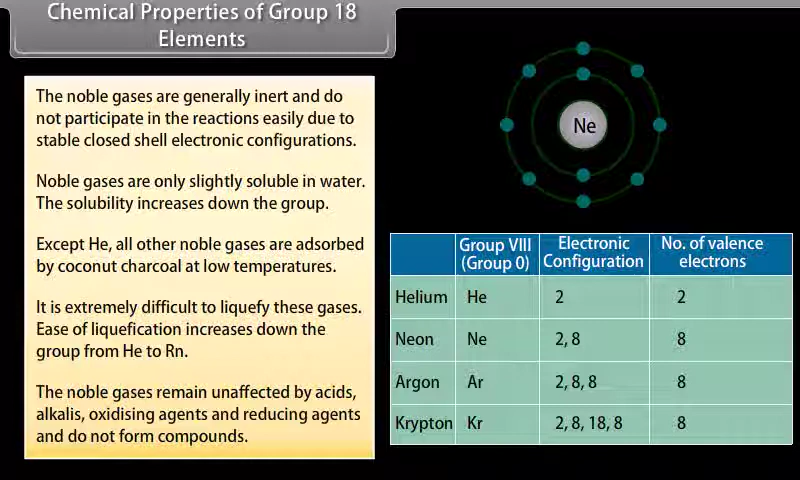 Chemical Properties of Group 18
Elements
The noble gases are generally inert and do
not participate in the reactions easily due to
stable closed shell electronic configurations.
Noble gases are only slightly soluble in water.
The solubility increases down the group.
Except He, all other noble gases are adsorbed
by coconut charcoal at low temperatures.
It is extremely difficult to liquefy these gases.
Ease of liquefication increases down the
group from He to Rn.
The noble gases remain unaffected by acids,
alkalis, oxidising agents and reducing agents
and do not form compounds.
Ne
Group VIII (Group 0) Electronic Configuration No. of valence electrons
Helium He 2 2
Neon Ne 2, 8 8
Argon Ar 2, 8, 8 8
Krypton Kr 2, 8, 18, 8 8